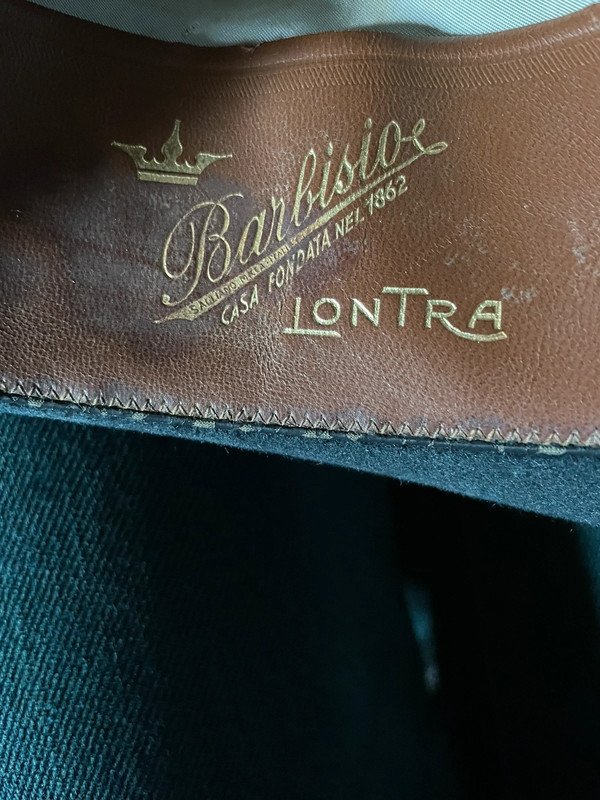 Barbisio
CASA FONDATA NEL 1862
LONTRA